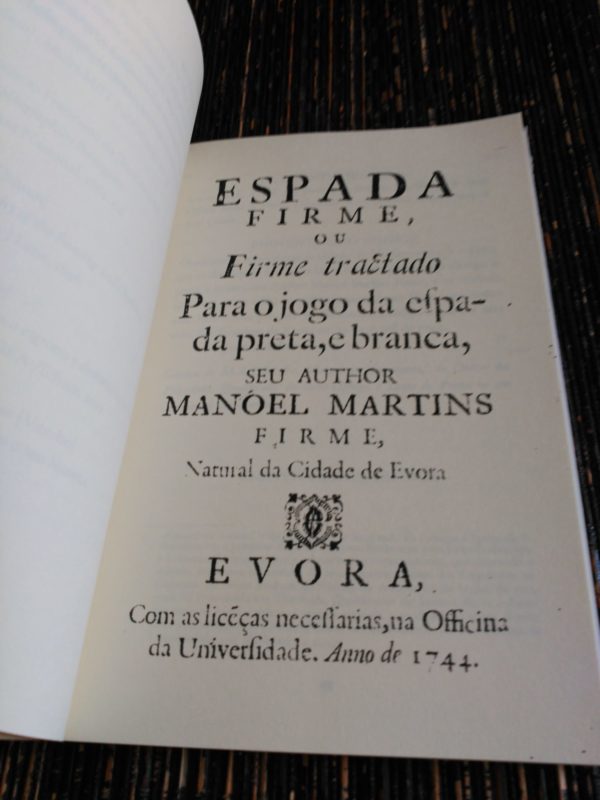 ESPADA
FIRME,
OU
Firme tractado
Para o jogo da eſpa-
da preta, e branca,
SEU AUTHOR
MANOEL MARTINS
FIRME,
Natural da Cidade de Evora
EVORA,
Com as licẽças neceſſarias, na Officina
da Univerſidade. Anno de 1744.